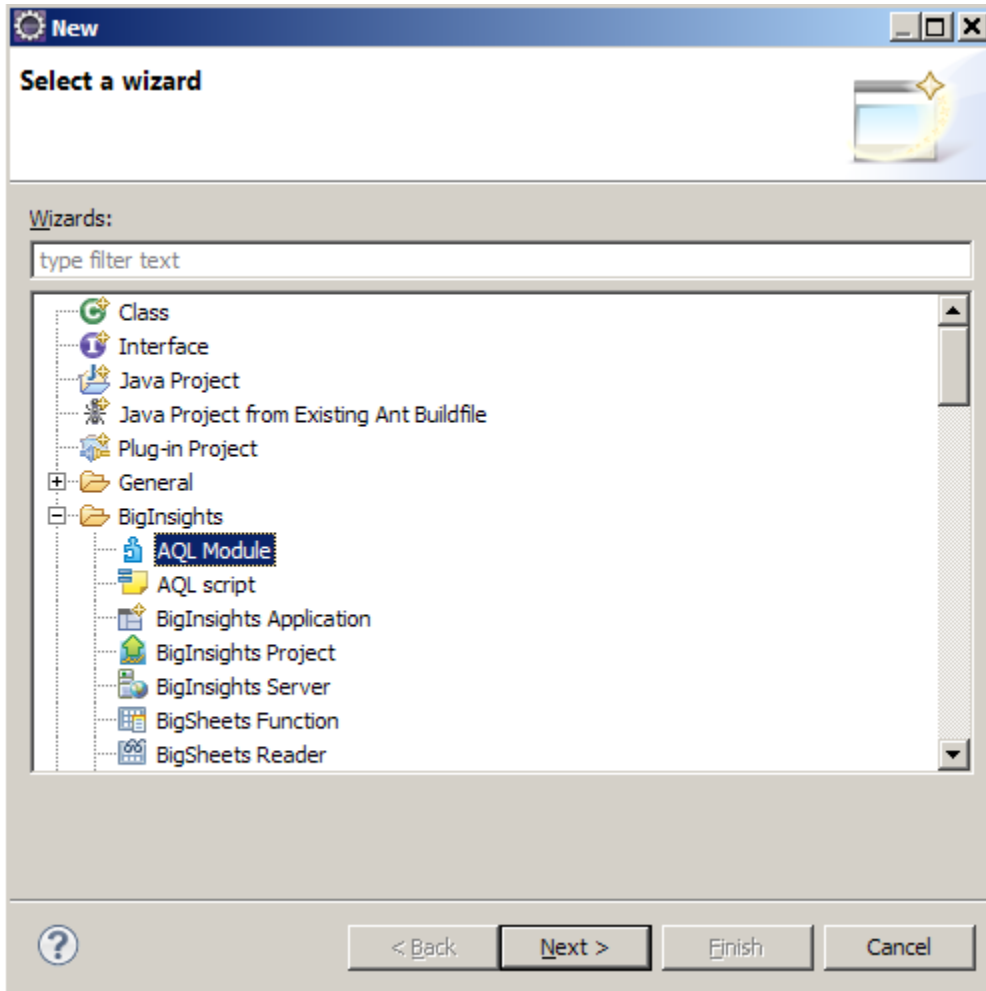 New
Select a wizard
Wizards:
type filter text
Class
Interface
Java Project
Java Project from Existing Ant Buildfile
Plug-in Project
General
BigInsights
AQL Module
AQL script
BigInsights Application
BigInsights Project
BigInsights Server
BigSheets Function
BigSheets Reader
? < Back Next > Finish Cancel